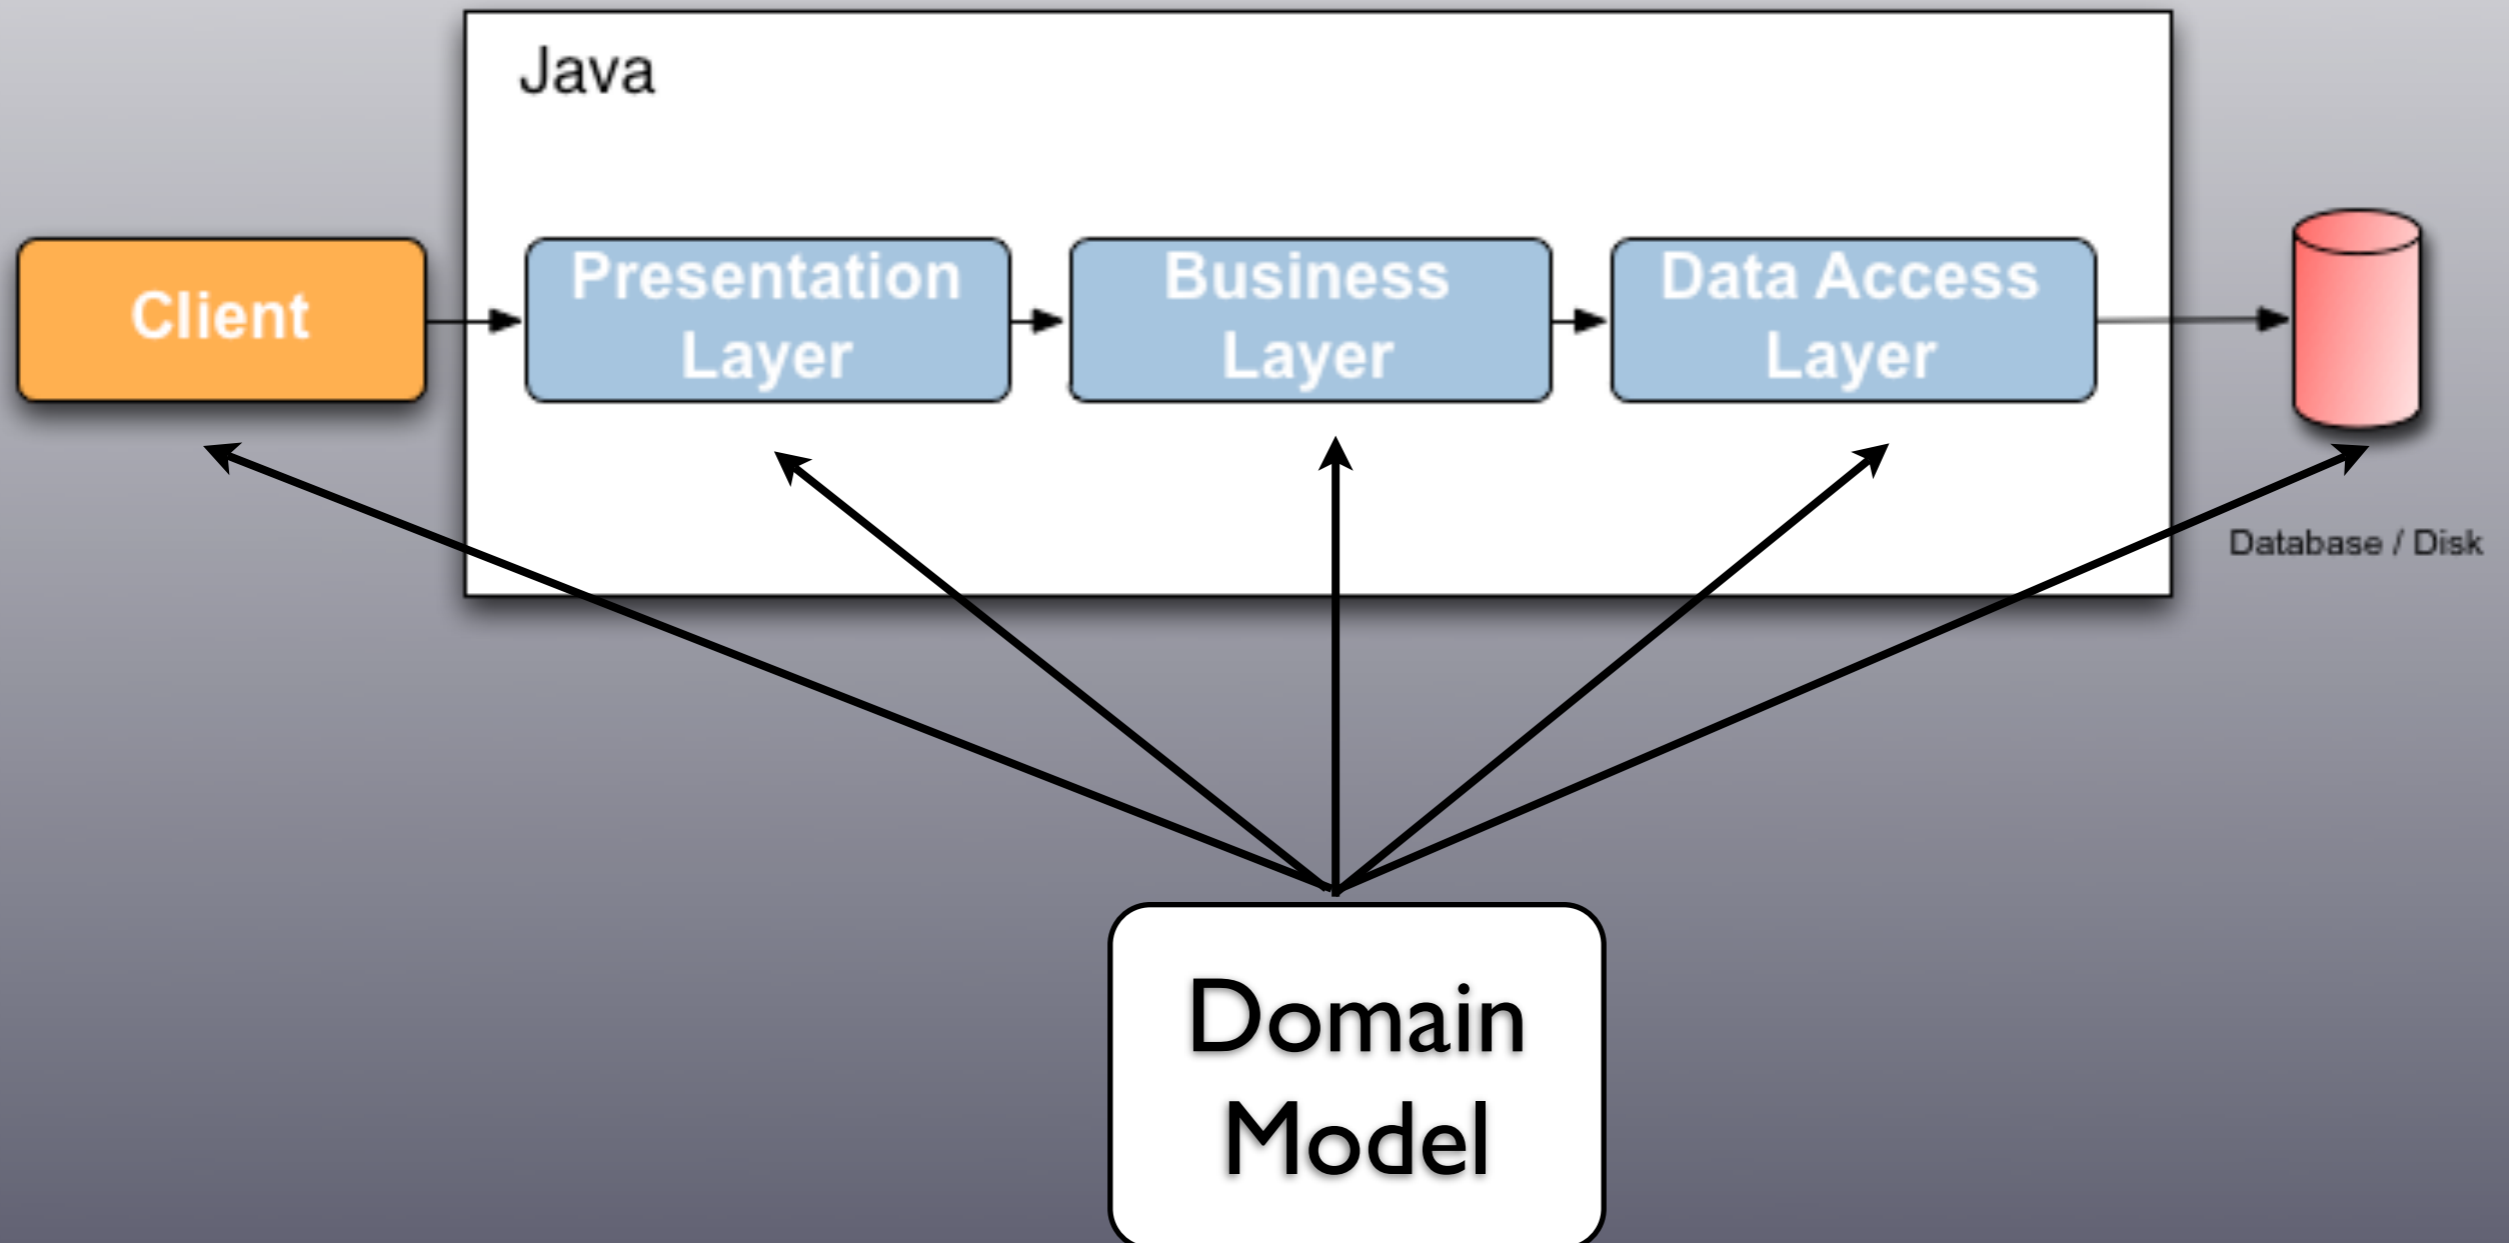 Java
Client
Presentation
Layer
Business
Layer
Data Access
Layer
Database / Disk
Domain
Model